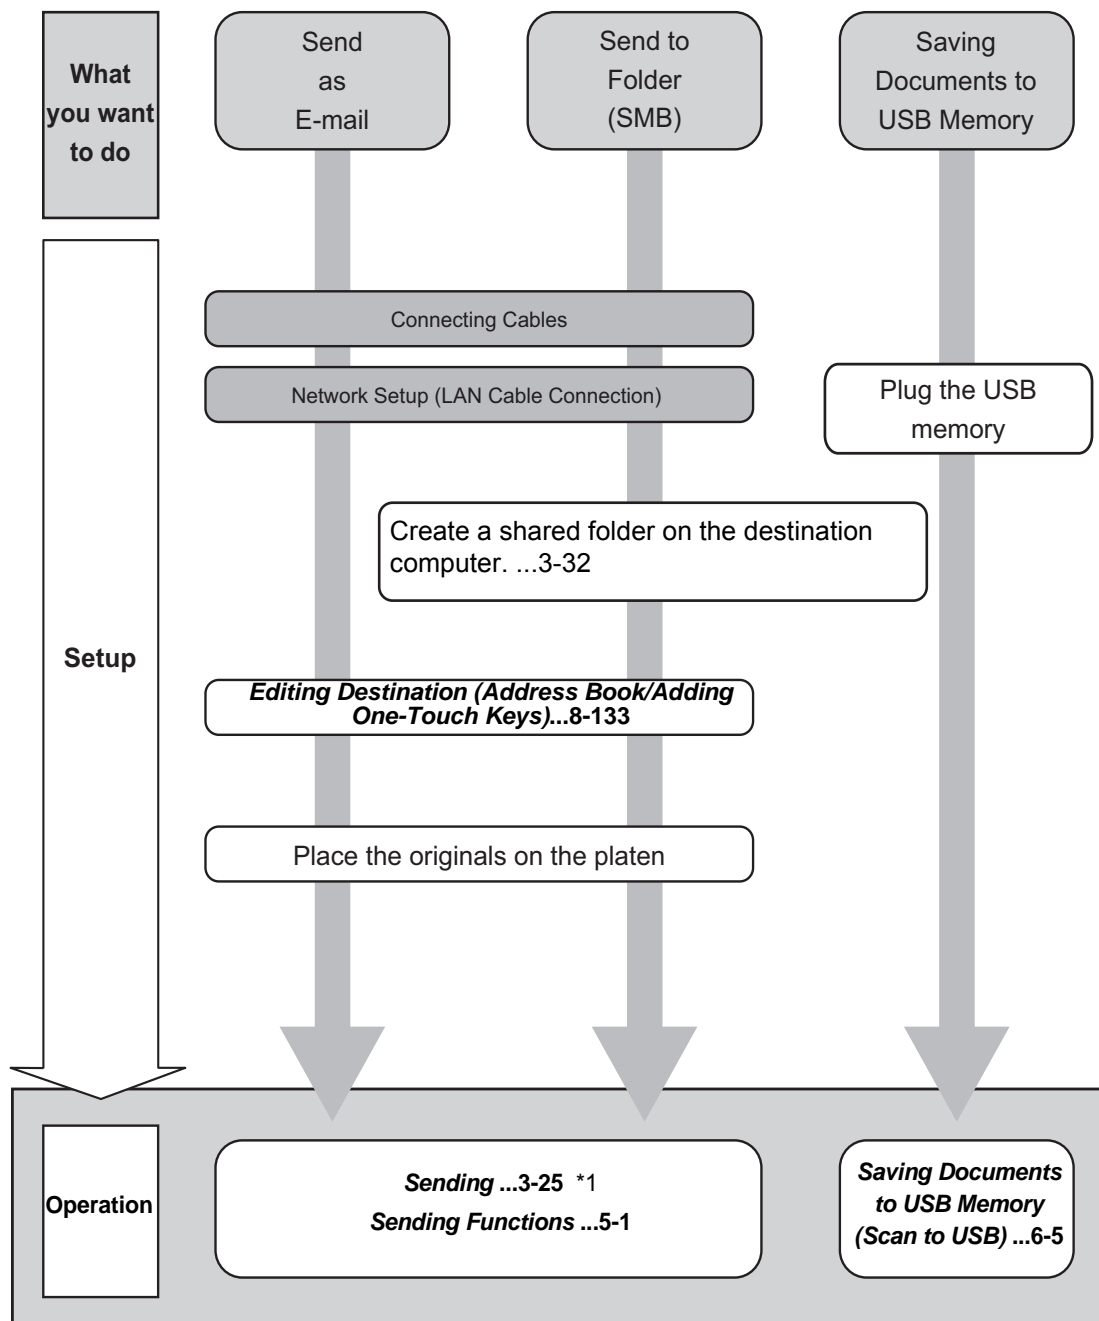 What
you want
to do
Send
as
E-mail
Send to
Folder
(SMB)
Saving
Documents to
USB Memory
Setup
Connecting Cables
Network Setup (LAN Cable Connection)
Plug the USB
memory
Create a shared folder on the destination
computer. ...3-32
Editing Destination (Address Book/Adding
One-Touch Keys)...8-133
Place the originals on the platen
Operation
Sending ...3-25 *1
Sending Functions ...5-1
Saving Documents
to USB Memory
(Scan to USB) ...6-5